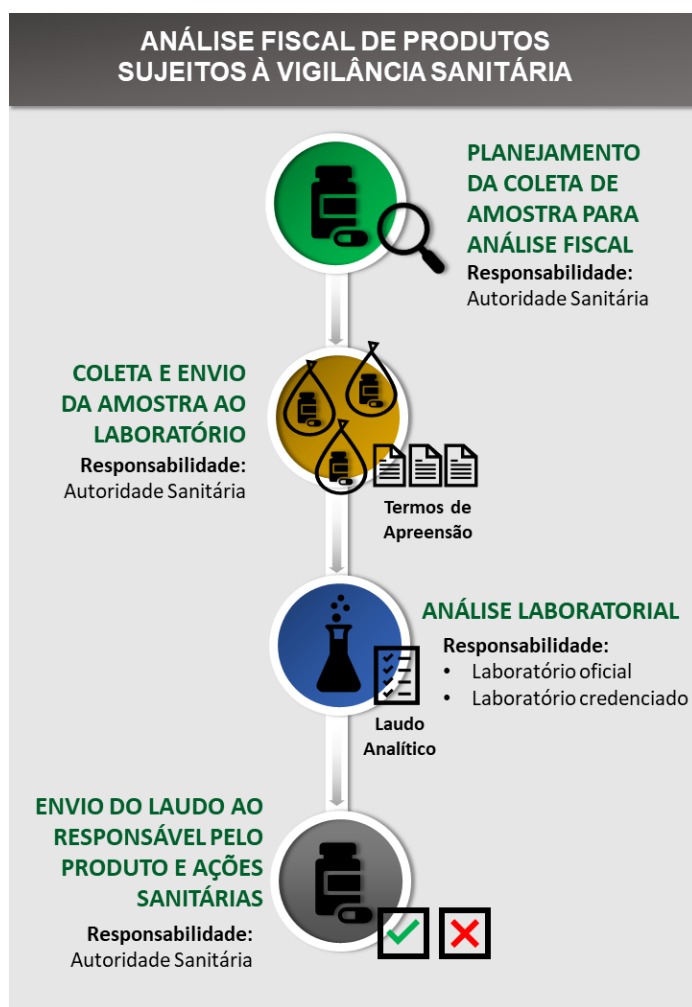 ANÁLISE FISCAL DE PRODUTOS
SUJEITOS À VIGILÂNCIA SANITÁRIA
PLANEJAMENTO
DA COLETA DE
AMOSTRA PARA
ANÁLISE FISCAL
Responsabilidade:
Autoridade Sanitária
COLETA E ENVIO
DA AMOSTRA AO
LABORATÓRIO
Responsabilidade:
Autoridade Sanitária
Termos de
Apreensão
ANÁLISE LABORATORIAL
Responsabilidade:
• Laboratório oficial
• Laboratório credenciado
Laudo
Analítico
ENVIO DO LAUDO AO
RESPONSÁVEL PELO
PRODUTO E AÇÕES
SANITÁRIAS
Responsabilidade:
Autoridade Sanitária